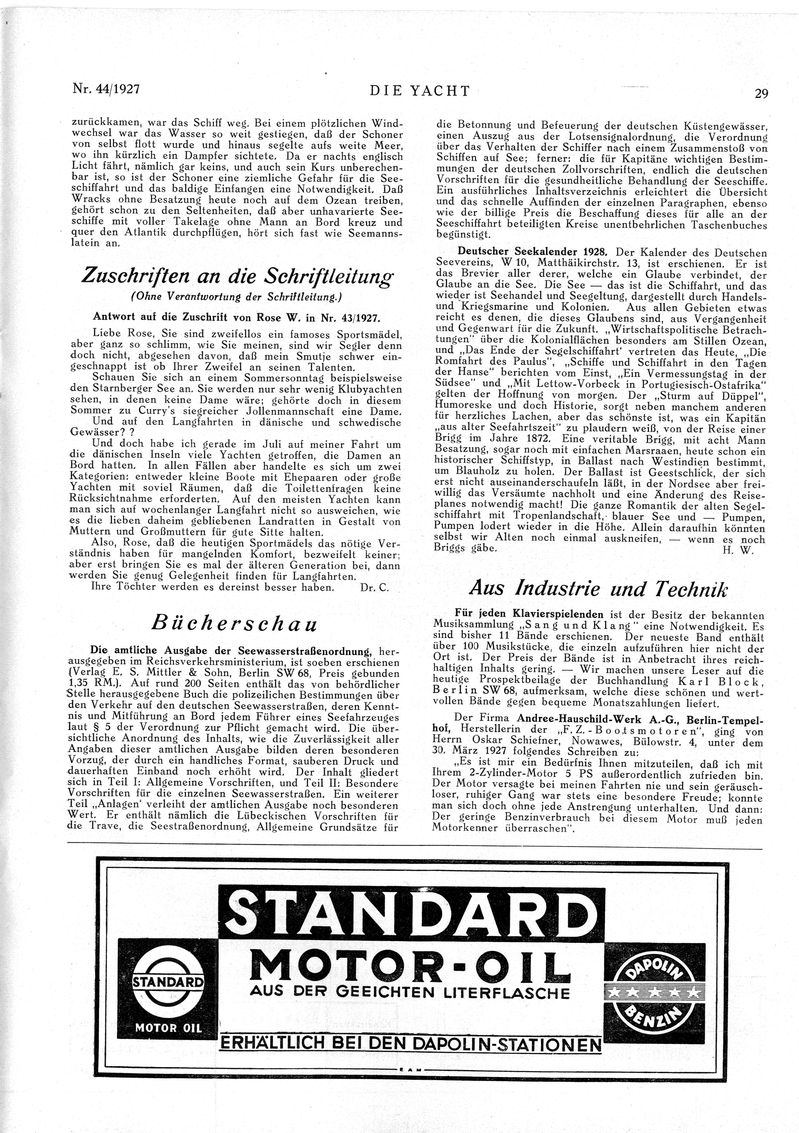 Nr. 44/1927
DIE YACHT
29
zurückkamen, war das Schiff weg. Bei einem plötzlichen Wind-
wechsel war das Wasser so weit gestiegen, daß der Schoner
von selbst flott wurde und hinaus segelte aufs weite Meer,
wo ihn kürzlich ein Dampfer sichtete. Da er nachts englisch
Licht fährt, nämlich gar keins, und auch sein Kurs unberechen-
bar ist, so ist der Schoner eine ziemliche Gefahr für die See-
schiffahrt und das baldige Einfangen eine Notwendigkeit. Daß
Wracks ohne Besatzung heute noch auf dem Ozean treiben,
gehört schon zu den Seltenheiten, daß aber unhavarierte See-
schiffe mit voller Takelage ohne Mann an Bord kreuz und
quer den Atlantik durchpflügen, hört sich fast wie Seemanns-
latein an.
Zuschriften an die Schriftleitung
(Ohne Verantwortung der Schriftleitung.)
Antwort auf die Zuschrift von Rose W. in Nr. 43/1927.
Liebe Rose, Sie sind zweifellos ein famoses Sportsmädel,
aber ganz so schlimm, wie Sie meinen, sind wir Segler denn
doch nicht, abgesehen davon, daß mein Smutje schwer ein-
geschnappt ist ob Ihrer Zweifel an seinen Talenten.
Schauen Sie sich an einem Sommersonntag beispielsweise
den Starnberger See an. Sie werden nur sehr wenig Klubyachten
sehen, in denen keine Dame wäre; gehörte doch in diesem
Sommer zu Curry's siegreicher Jollenmannschaft eine Dame.
Und auf den Langfahrten in dänische und schwedische
Gewässer? ?
Und doch habe ich gerade im Juli auf meiner Fahrt um
die dänischen Inseln viele Yachten getroffen, die Damen an
Bord hatten. In allen Fällen aber handelte es sich um zwei
Kategorien: entweder kleine Boote mit Ehepaaren oder große
Yachten mit soviel Räumen, daß die Toilettenfragen keine
Rücksichtnahme erforderten. Auf den meisten Yachten kann
man sich auf wochenlanger Langfahrt nicht so ausweichen, wie
es die lieben daheim gebliebenen Landratten in Gestalt von
Muttern und Großmuttern für gute Sitte halten.
Also, Rose, daß die heutigen Sportmädels das nötige Ver-
ständnis haben für mangelnden Komfort, bezweifelt keiner;
aber erst bringen Sie es mal der älteren Generation bei, dann
werden Sie genug Gelegenheit finden für Langfahrten.
Ihre Töchter werden es dereinst besser haben. Dr. C.
Bücherschau
Die amtliche Ausgabe der Seewasserstraßenordnung, her-
ausgegeben im Reichsverkehrsministerium, ist soeben erschienen
(Verlag E. S. Mittler & Sohn, Berlin SW 68, Preis gebunden
1,35 RM.). Auf rund 200 Seiten enthält das von behördlicher
Stelle herausgegebene Buch die polizeilichen Bestimmungen über
den Verkehr auf den deutschen Seewasserstraßen, deren Kennt-
nis und Mitführung an Bord jedem Führer eines Seefahrzeuges
laut § 5 der Verordnung zur Pflicht gemacht wird. Die über-
sichtliche Anordnung des Inhalts, wie die Zuverlässigkeit aller
Angaben dieser amtlichen Ausgabe bilden deren besonderen
Vorzug, der durch ein handliches Format, sauberen Druck und
dauerhaften Einband noch erhöht wird. Der Inhalt gliedert
sich in Teil I: Allgemeine Vorschriften, und Teil II: Besondere
Vorschriften für die einzelnen Seewasserstraßen. Ein weiterer
Teil „Anlagen' verleiht der amtlichen Ausgabe noch besonderen
Wert. Er enthält nämlich die Lübeckischen Vorschriften für
die Trave, die Seestraßenordnung, Allgemeine Grundsätze für
die Betonnung und Befeuerung der deutschen Küstengewässer,
einen Auszug aus der Lotsensignalordnung, die Verordnung
über das Verhalten der Schiffer nach einem Zusammenstoß von
Schiffen auf See; ferner: die für Kapitäne wichtigen Bestim-
mungen der deutschen Zollvorschriften, endlich die deutschen
Vorschriften für die gesundheitliche Behandlung der Seeschiffe.
Ein ausführliches Inhaltsverzeichnis erleichtert die Übersicht
und das schnelle Auffinden der einzelnen Paragraphen, ebenso
wie der billige Preis die Beschaffung dieses für alle an der
Seeschiffahrt beteiligten Kreise unentbehrlichen Taschenbuches
begünstigt.
Deutscher Seekalender 1928. Der Kalender des Deutschen
Seevereins, W 10, Matthäikirchstr. 13, ist erschienen. Er ist
das Brevier aller derer, welche ein Glaube verbindet, der
Glaube an die See. Die See — das ist die Schiffahrt, und das
wieder ist Seehandel und Seegeltung, dargestellt durch Handels-
und Kriegsmarine und Kolonien. Aus allen Gebieten etwas
reicht es denen, die dieses Glaubens sind, aus Vergangenheit
und Gegenwart für die Zukunft. „Wirtschaftspolitische Betrach-
tungen" über die Kolonialflächen besonders am Stillen Ozean,
und „Das Ende der Segelschiffahrt' vertreten das Heute, „Die
Romfahrt des Paulus", „Schiffe und Schiffahrt in den Tagen
der Hanse" berichten vom Einst, „Ein Vermessungstag in der
Südsee" und „Mit Lettow-Vorbeck in Portugiesisch-Ostafrika"
gelten der Hoffnung von morgen. Der „Sturm auf Düppel",
Humoreske und doch Historie, sorgt neben manchem anderen
für herzliches Lachen, aber das schönste ist, was ein Kapitän
„aus alter Seefahrtszeit" zu plaudern weiß, von der Reise einer
Brigg im Jahre 1872. Eine veritable Brigg, mit acht Mann
Besatzung, sogar noch mit einfachen Marsraaen, heute schon ein
historischer Schiffstyp, in Ballast nach Westindien bestimmt,
um Blauholz zu holen. Der Ballast ist Geestschlick, der sich
erst nicht auseinanderschaufeln läßt, in der Nordsee aber frei-
willig das Versäumte nachholt und eine Änderung des Reise-
planes notwendig macht! Die ganze Romantik der alten Segel-
schiffahrt mit Tropenlandschaft, blauer See und — Pumpen,
Pumpen lodert wieder in die Höhe. Allein daraufhin könnten
selbst wir Alten noch einmal auskneifen, — wenn es noch
Briggs gäbe. H. W.
Aus Industrie und Technik
Für jeden Klavierspielenden ist der Besitz der bekannten
Musiksammlung „Sang und Klang" eine Notwendigkeit. Es
sind bisher 11 Bände erschienen. Der neueste Band enthält
über 100 Musikstücke, die einzeln aufzuführen hier nicht der
Ort ist. Der Preis der Bände ist in Anbetracht ihres reich-
haltigen Inhalts gering. — Wir machen unsere Leser auf die
heutige Prospektbeilage der Buchhandlung Karl Block,
Berlin SW 68, aufmerksam, welche diese schönen und wert-
vollen Bände gegen bequeme Monatszahlungen liefert.
Der Firma Andree-Hauschild-Werk A.-G., Berlin-Tempel-
hof, Herstellerin der „F. Z.-Bootsmotoren", ging von
Herrn Oskar Schiefner, Nowawes, Bülowstr. 4, unter dem
30. März 1927 folgendes Schreiben zu:
„Es ist mir ein Bedürfnis Ihnen mitzuteilen, daß ich mit
Ihrem 2-Zylinder-Motor 5 PS außerordentlich zufrieden bin.
Der Motor versagte bei meinen Fahrten nie und sein geräusch-
loser, ruhiger Gang war stets eine besondere Freude; konnte
man sich doch ohne jede Anstrengung unterhalten. Und dann:
Der geringe Benzinverbrauch bei diesem Motor muß jeden
Motorkenner überraschen".
STANDARD
MOTOR-OIL
AUS DER GEEICHTEN LITERFLASCHE
STANDARD
MOTOR OIL
DAPOLIN
BENZIN
ERHÄLTLICH BEI DEN DAPOLIN-STATIONEN
EAM